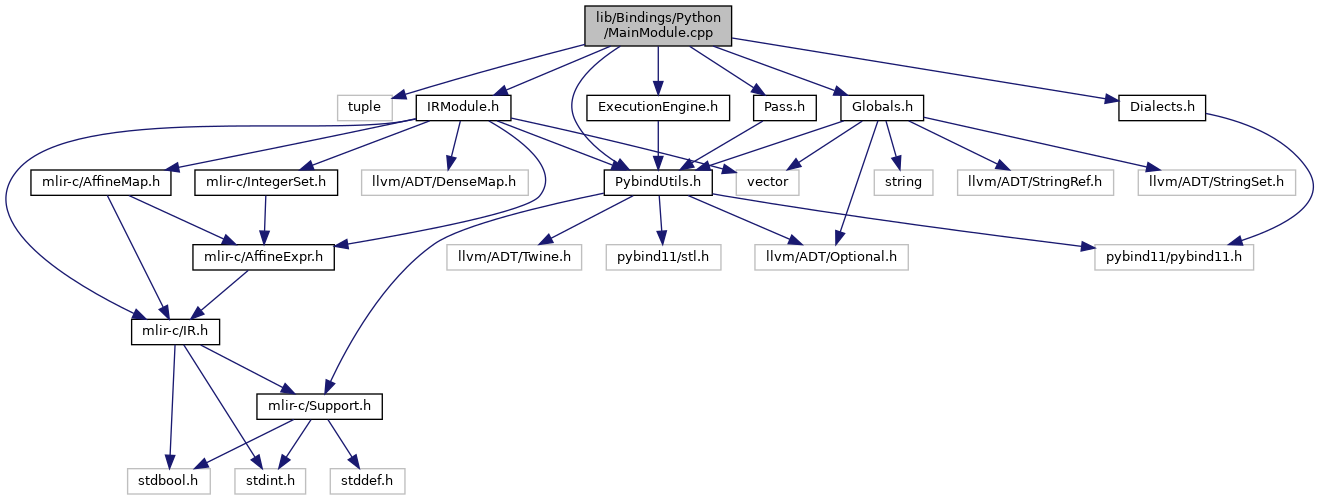 lib/Bindings/Python
/MainModule.cpp
tuple
IRModule.h
ExecutionEngine.h
Pass.h
Globals.h
Dialects.h
mlir-c/AffineMap.h
mlir-c/IntegerSet.h
llvm/ADT/DenseMap.h
PybindUtils.h
vector
string
llvm/ADT/StringRef.h
llvm/ADT/StringSet.h
mlir-c/AffineExpr.h
llvm/ADT/Twine.h
pybind11/stl.h
llvm/ADT/Optional.h
pybind11/pybind11.h
mlir-c/IR.h
mlir-c/Support.h
stdbool.h
stdint.h
stddef.h